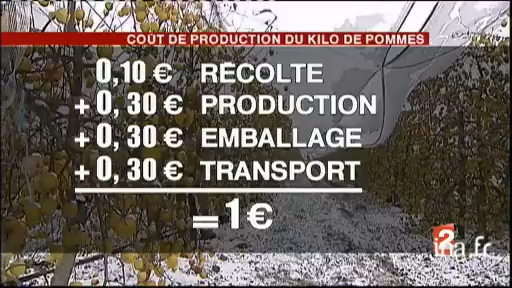 COÛT DE PRODUCTION DU KILO DE POMMES
0,10 € RÉCOLTE
+ 0, 30 € PRODUCTION
+ 0, 30 € EMBALLAGE
+ 0, 30 € TRANSPORT
= 1 €
2
ina.fr